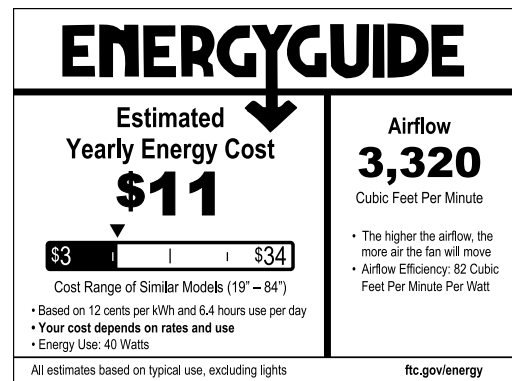 ENERGYGUIDE
Estimated
Yearly Energy Cost
$11
$3 $34
Cost Range of Similar Models (19" – 84")
• Based on 12 cents per kWh and 6.4 hours use per day
• Your cost depends on rates and use
• Energy Use: 40 Watts
Airflow
3,320
Cubic Feet Per Minute
• The higher the airflow, the
more air the fan will move
• Airflow Efficiency: 82 Cubic
Feet Per Minute Per Watt
All estimates based on typical use, excluding lights
ftc.gov/energy